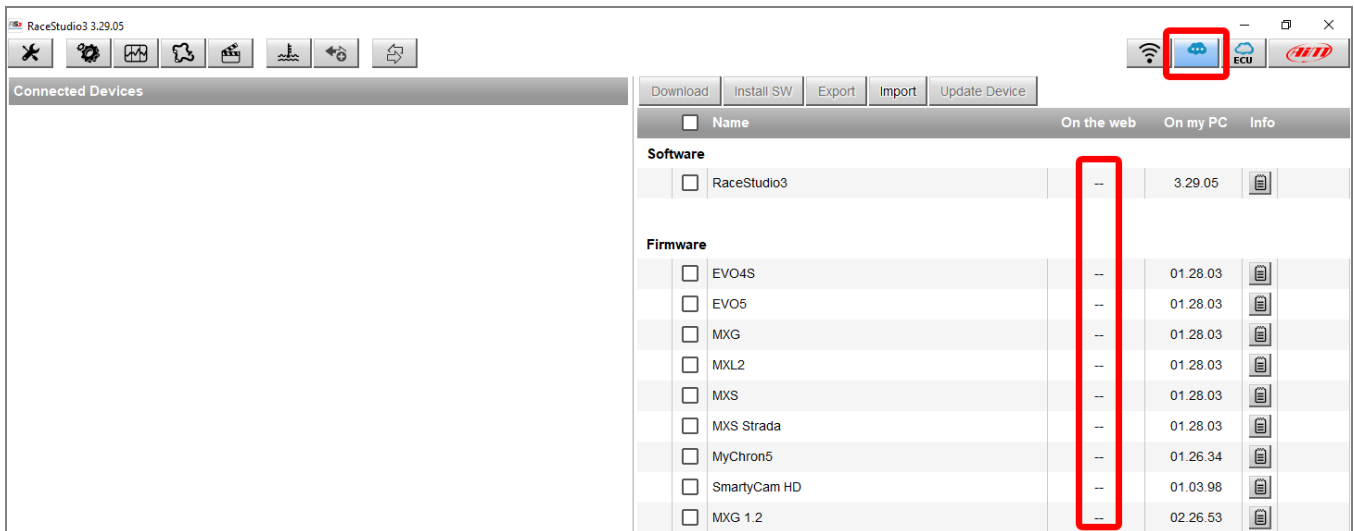 RaceStudio3 3.29.05
ECU
AiM
Connected Devices
Download Install SW Export Import Update Device
Name On the web On my PC Info
Software
RaceStudio3 -- 3.29.05
Firmware
EVO4S -- 01.28.03
EVO5 -- 01.28.03
MXG -- 01.28.03
MXL2 -- 01.28.03
MXS -- 01.28.03
MXS Strada -- 01.28.03
MyChron5 -- 01.26.34
SmartyCam HD -- 01.03.98
MXG 1.2 -- 02.26.53